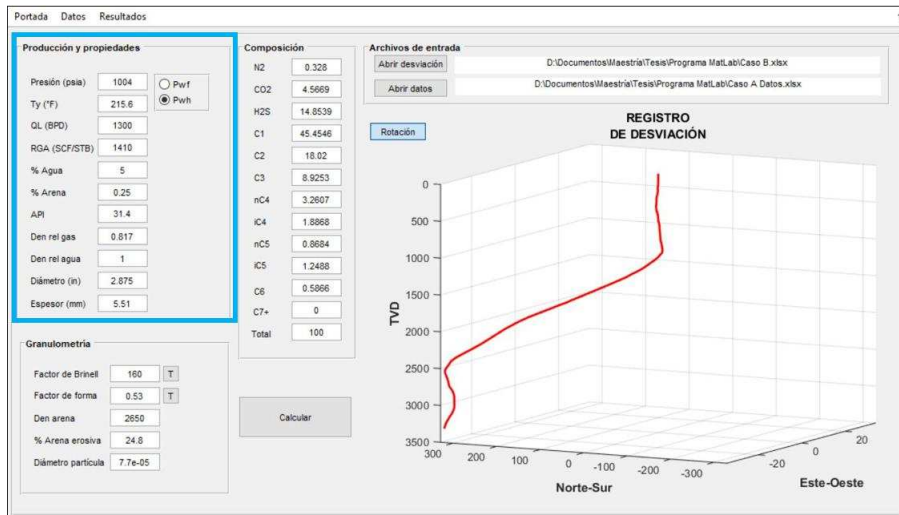 Portada Datos Resultados
Producción y propiedades
Presión (psia) 1004 Pwf
Ty (°F) 215.6 Pwh
QL (BPD) 1300
RGA (SCF/STB) 1410
% Agua 5
% Arena 0.25
API 31.4
Den rel gas 0.817
Den rel agua 1
Diámetro (in) 2.875
Espesor (mm) 5.51
Granulometria
Factor de Brinell 160 T
Factor de forma 0.53 T
Den arena 2650
% Arena erosiva 24.8
Diámetro partícula 7.7e-05
Composición
N2 0.328
CO2 4.5669
H2S 14.8539
C1 45.4546
C2 18.02
C3 8.9253
nC4 3.2607
iC4 1.8868
nC5 0.8684
iC5 1.2488
C6 0.5866
C7+ 0
Total 100
Calcular
Archivos de entrada
Abrir desviación D:\Documentos\Maestría\Tesis\Programa MatLab\Caso B.xlsx
Abrir datos D:\Documentos\Maestría\Tesis\Programa MatLab\Caso A Datos.xlsx
Rotación
REGISTRO
DE DESVIACIÓN
0
500
1000
1500
2000
2500
3000
3500
TVD
300 200 100 0 -100 -200 -300
Norte-Sur
-20 0 20
Este-Oeste